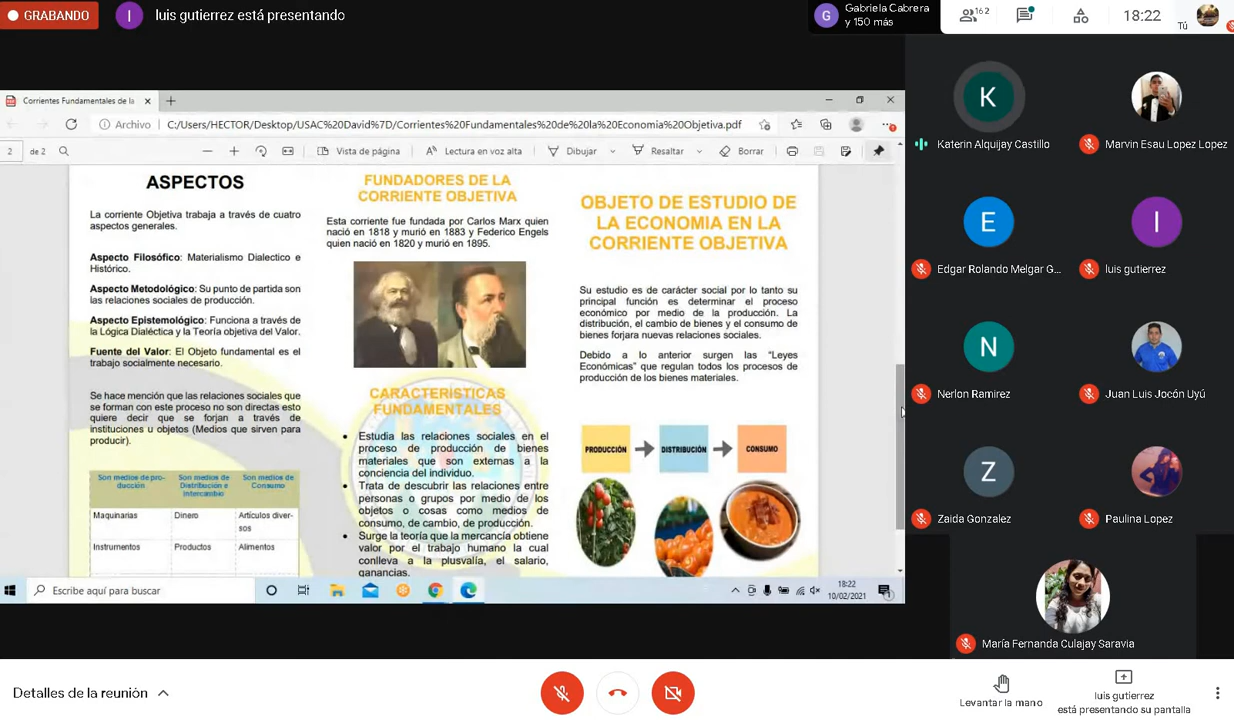 GRABANDO
I
luis gutierrez está presentando
G
Gabriela Cabrera
y 150 más
162
18:22
Tú
Corrientes Fundamentales de la
Archivo
C:/Users/HECTOR/Desktop/USAC%20David%7D/Corrientes%20Fundamentales%20de%20la%20Economia%20Objetiva.pdf
2
de 2
Vista de página
Lectura en voz alta
Dibujar
Resaltar
Borrar
ASPECTOS
La corriente Objetiva trabaja a través de cuatro
aspectos generales.
Aspecto Filosófico: Materialismo Dialectico e
Histórico.
Aspecto Metodológico: Su punto de partida son
las relaciones sociales de producción.
Aspecto Epistemológico: Funciona a través de
la Lógica Dialéctica y la Teoría objetiva del Valor.
Fuente del Valor: El Objeto fundamental es el
trabajo socialmente necesario.
Se hace mención que las relaciones sociales que
se forman con este proceso no son directas esto
quiere decir que se forjan a través de
instituciones u objetos (Medios que sirven para
producir).
Son medios de pro-
ducción
Son medios de
Distribución e
Intercambio
Son medios de
Consumo
Maquinarias
Dinero
Artículos diver-
sos
Instrumentos
Productos
Alimentos
FUNDADORES DE LA
CORRIENTE OBJETIVA
Esta corriente fue fundada por Carlos Marx quien
nació en 1818 y murió en 1883 y Federico Engels
quien nació en 1820 y murió en 1895.
CARACTERÍSTICAS
FUNDAMENTALES
• Estudia las relaciones sociales en el
proceso de producción de bienes
materiales que son externas a la
conciencia del individuo.
• Trata de descubrir las relaciones entre
personas o grupos por medio de los
objetos o cosas como medios de
consumo, de cambio, de producción.
• Surge la teoría que la mercancía obtiene
valor por el trabajo humano la cual
conlleva a la plusvalía, el salario,
ganancias.
OBJETO DE ESTUDIO DE
LA ECONOMIA EN LA
CORRIENTE OBJETIVA
Su estudio es de carácter social por lo tanto su
principal función es determinar el proceso
económico por medio de la producción. La
distribución, el cambio de bienes y el consumo de
bienes forjara nuevas relaciones sociales.
Debido a lo anterior surgen las “Leyes
Económicas” que regulan todos los procesos de
producción de los bienes materiales.
PRODUCCIÓN
DISTRIBUCIÓN
CONSUMO
Escribe aquí para buscar
18:22
10/02/2021
K
Katerin Alquijay Castillo
Marvin Esau Lopez Lopez
E
Edgar Rolando Melgar G...
I
luis gutierrez
N
Nerlon Ramirez
Juan Luis Jocón Uyú
Z
Zaida Gonzalez
Paulina Lopez
María Fernanda Culajay Saravia
Detalles de la reunión
Levantar la mano
luis gutierrez
está presentando su pantalla